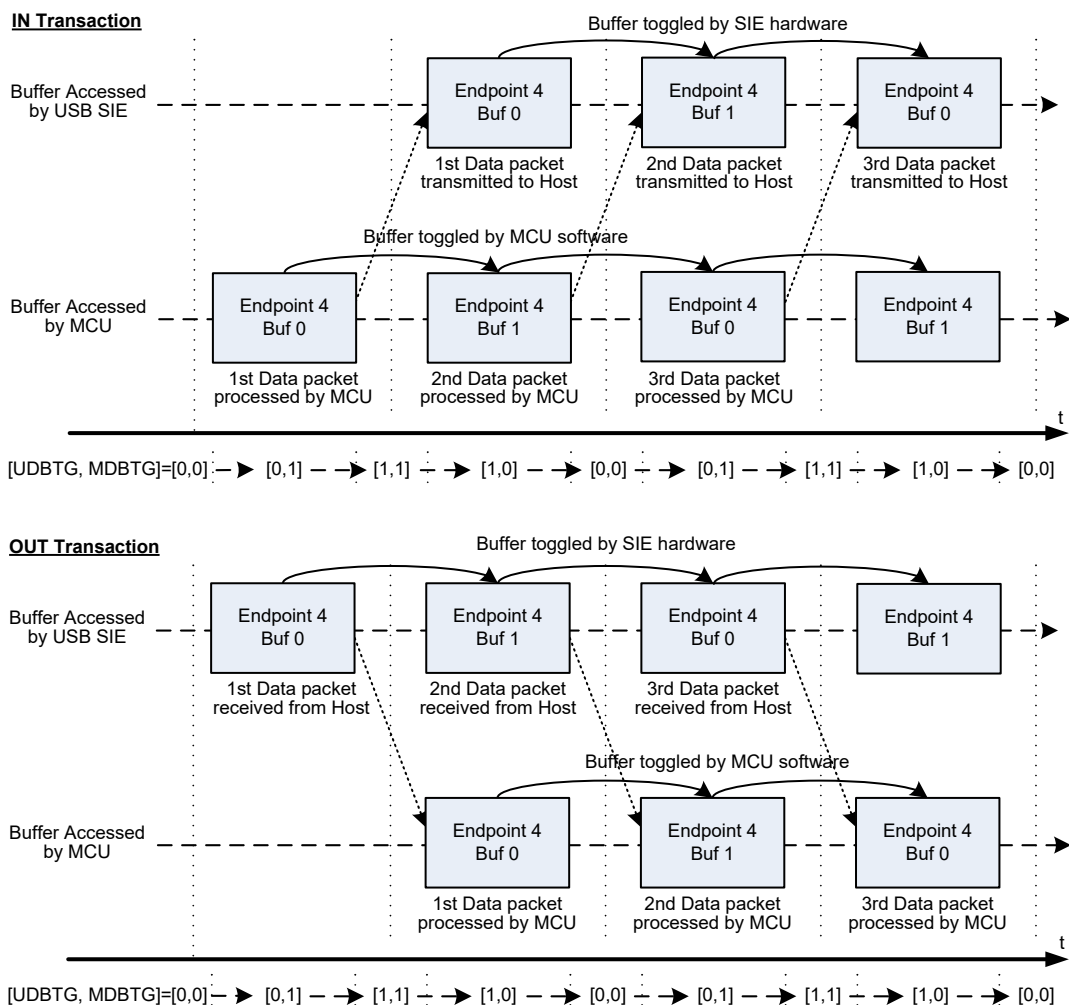 IN Transaction
Buffer toggled by SIE hardware
Buffer Accessed
by USB SIE
Endpoint 4
Buf 0
Endpoint 4
Buf 1
Endpoint 4
Buf 0
1st Data packet
transmitted to Host
2nd Data packet
transmitted to Host
3rd Data packet
transmitted to Host
Buffer toggled by MCU software
Buffer Accessed
by MCU
Endpoint 4
Buf 0
Endpoint 4
Buf 1
Endpoint 4
Buf 0
Endpoint 4
Buf 1
1st Data packet
processed by MCU
2nd Data packet
processed by MCU
3rd Data packet
processed by MCU
t
[UDBTG, MDBTG]=[0,0] [0,1] [1,1] [1,0] [0,0] [0,1] [1,1] [1,0] [0,0]
OUT Transaction
Buffer toggled by SIE hardware
Buffer Accessed
by USB SIE
Endpoint 4
Buf 0
Endpoint 4
Buf 1
Endpoint 4
Buf 0
Endpoint 4
Buf 1
1st Data packet
received from Host
2nd Data packet
received from Host
3rd Data packet
received from Host
Buffer toggled by MCU software
Buffer Accessed
by MCU
Endpoint 4
Buf 0
Endpoint 4
Buf 1
Endpoint 4
Buf 0
1st Data packet
processed by MCU
2nd Data packet
processed by MCU
3rd Data packet
processed by MCU
t
[UDBTG, MDBTG]=[0,0] [0,1] [1,1] [1,0] [0,0] [0,1] [1,1] [1,0] [0,0]